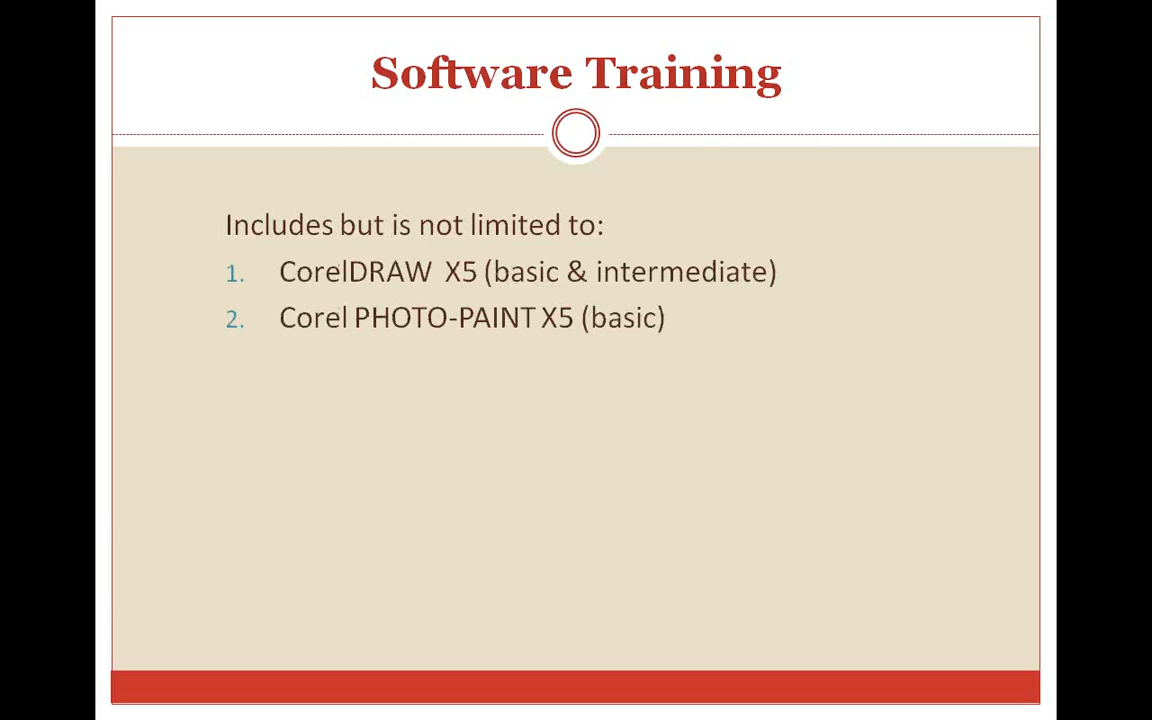 Software Training
Includes but is not limited to:
1. CorelDRAW X5 (basic & intermediate)
2. Corel PHOTO-PAINT X5 (basic)